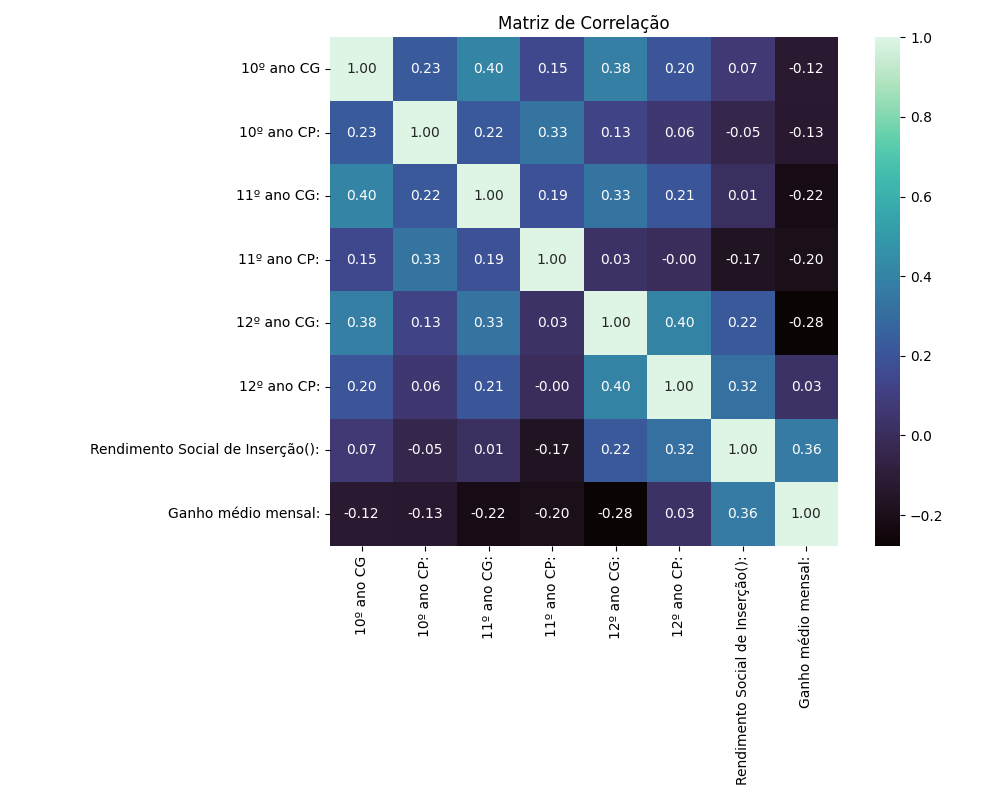 Matriz de Correlação
10º ano CG 1.00 0.23 0.40 0.15 0.38 0.20 0.07 -0.12
10º ano CP: 0.23 1.00 0.22 0.33 0.13 0.06 -0.05 -0.13
11º ano CG: 0.40 0.22 1.00 0.19 0.33 0.21 0.01 -0.22
11º ano CP: 0.15 0.33 0.19 1.00 0.03 -0.00 -0.17 -0.20
12º ano CG: 0.38 0.13 0.33 0.03 1.00 0.40 0.22 -0.28
12º ano CP: 0.20 0.06 0.21 -0.00 0.40 1.00 0.32 0.03
Rendimento Social de Inserção(): 0.07 -0.05 0.01 -0.17 0.22 0.32 1.00 0.36
Ganho médio mensal: -0.12 -0.13 -0.22 -0.20 -0.28 0.03 0.36 1.00
10º ano CG
10º ano CP:
11º ano CG:
11º ano CP:
12º ano CG:
12º ano CP:
Rendimento Social de Inserção():
Ganho médio mensal:
1.0
0.8
0.6
0.4
0.2
0.0
−0.2